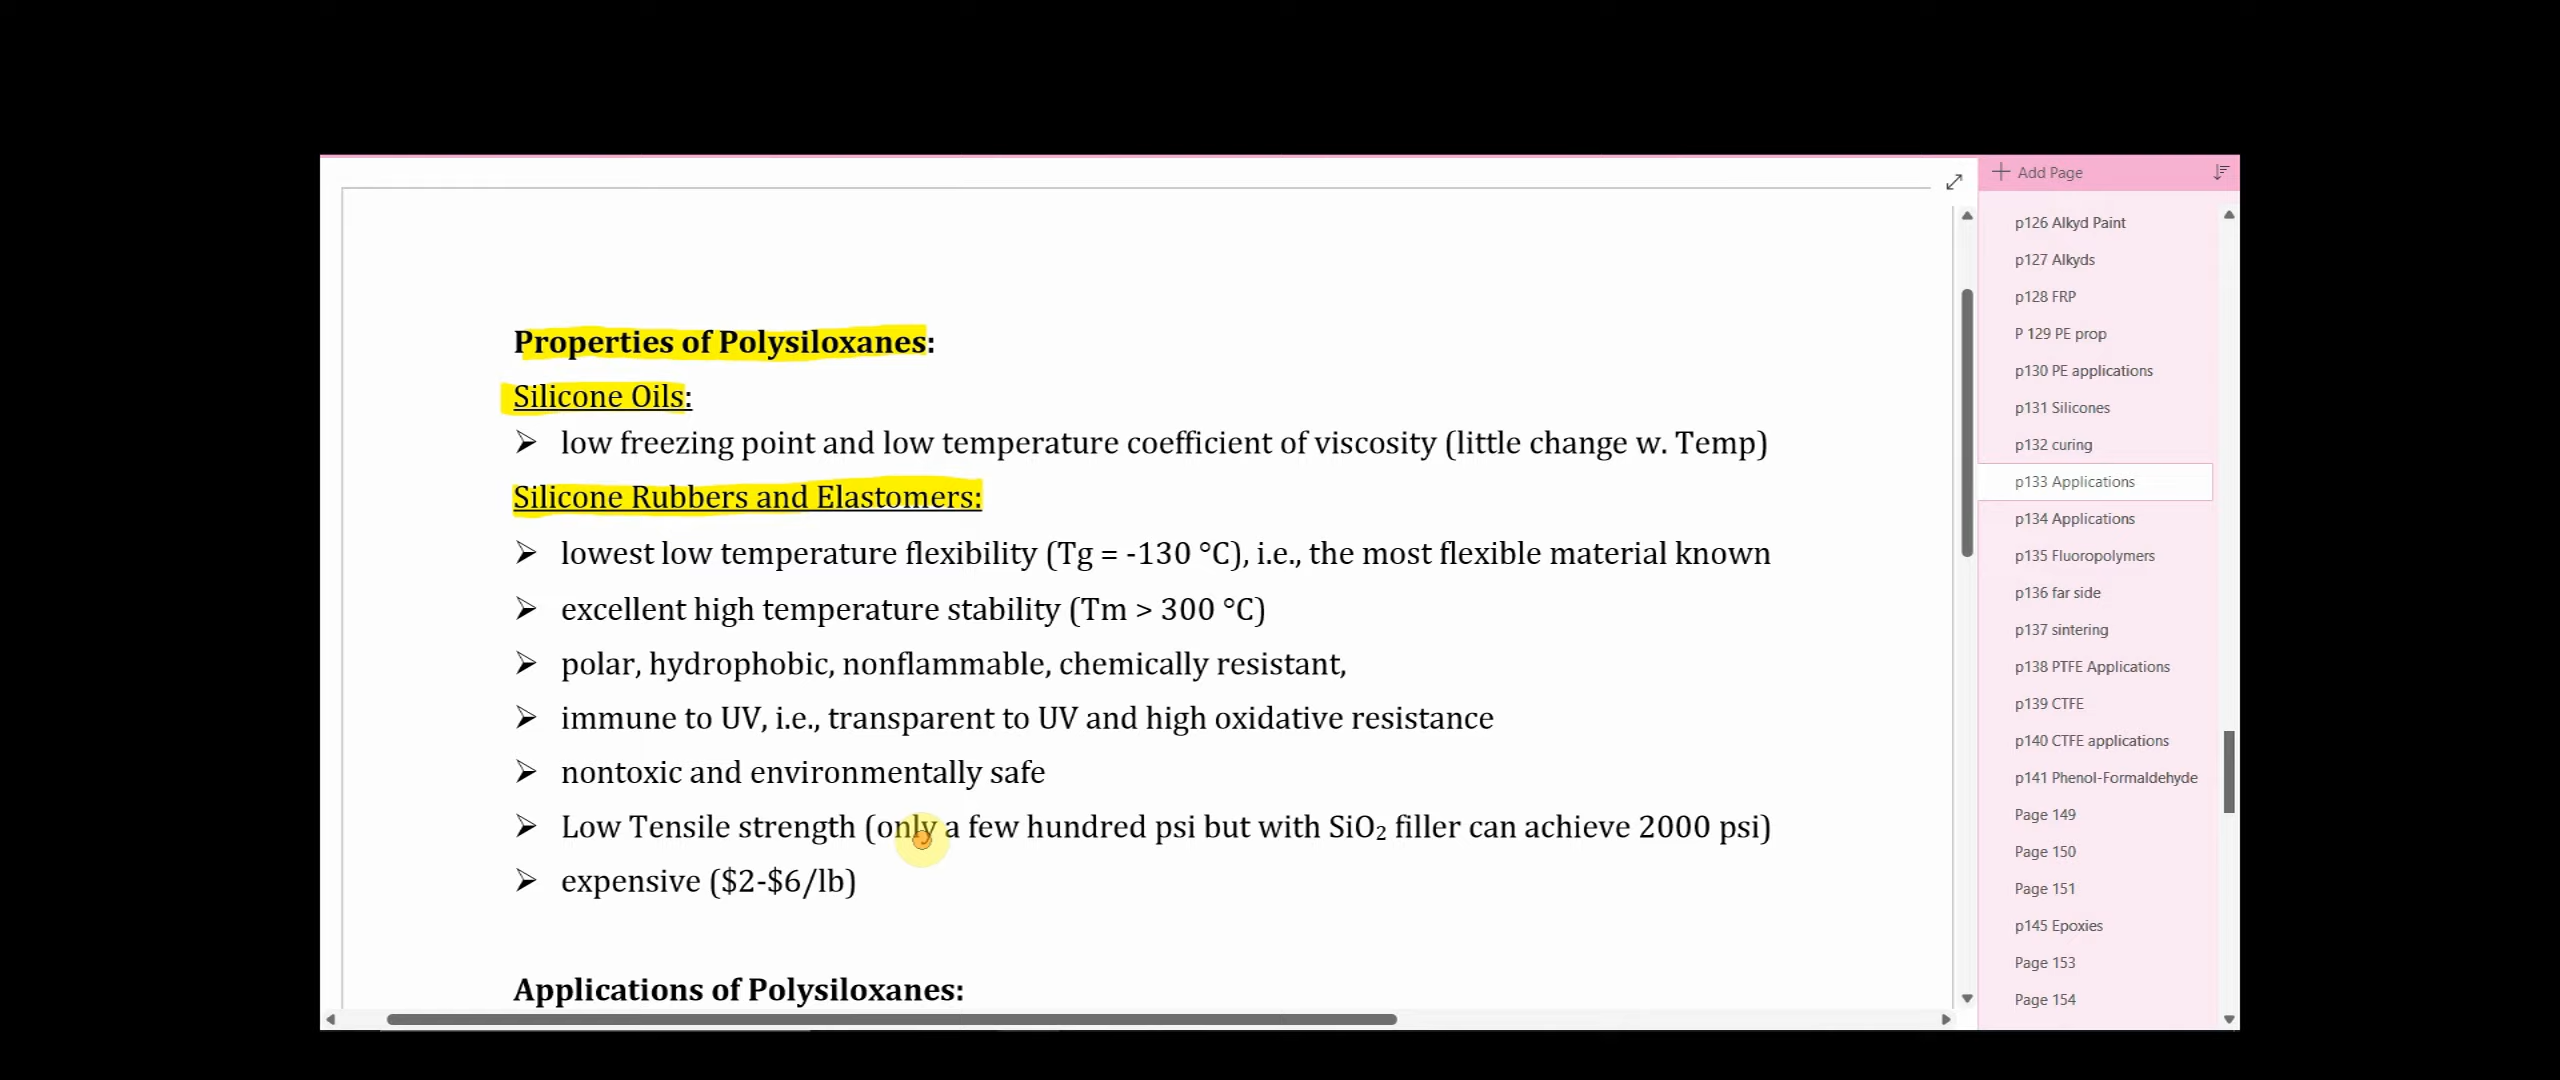 Properties of Polysiloxanes:
Silicone Oils:
➢ low freezing point and low temperature coefficient of viscosity (little change w. Temp)
Silicone Rubbers and Elastomers:
➢ lowest low temperature flexibility (Tg = -130 °C), i.e., the most flexible material known
➢ excellent high temperature stability (Tm > 300 °C)
➢ polar, hydrophobic, nonflammable, chemically resistant,
➢ immune to UV, i.e., transparent to UV and high oxidative resistance
➢ nontoxic and environmentally safe
➢ Low Tensile strength (only a few hundred psi but with SiO₂ filler can achieve 2000 psi)
➢ expensive ($2-$6/lb)
Applications of Polysiloxanes:
Add Page
p126 Alkyd Paint
p127 Alkyds
p128 FRP
P 129 PE prop
p130 PE applications
p131 Silicones
p132 curing
p133 Applications
p134 Applications
p135 Fluoropolymers
p136 far side
p137 sintering
p138 PTFE Applications
p139 CTFE
p140 CTFE applications
p141 Phenol-Formaldehyde
Page 149
Page 150
Page 151
p145 Epoxies
Page 153
Page 154